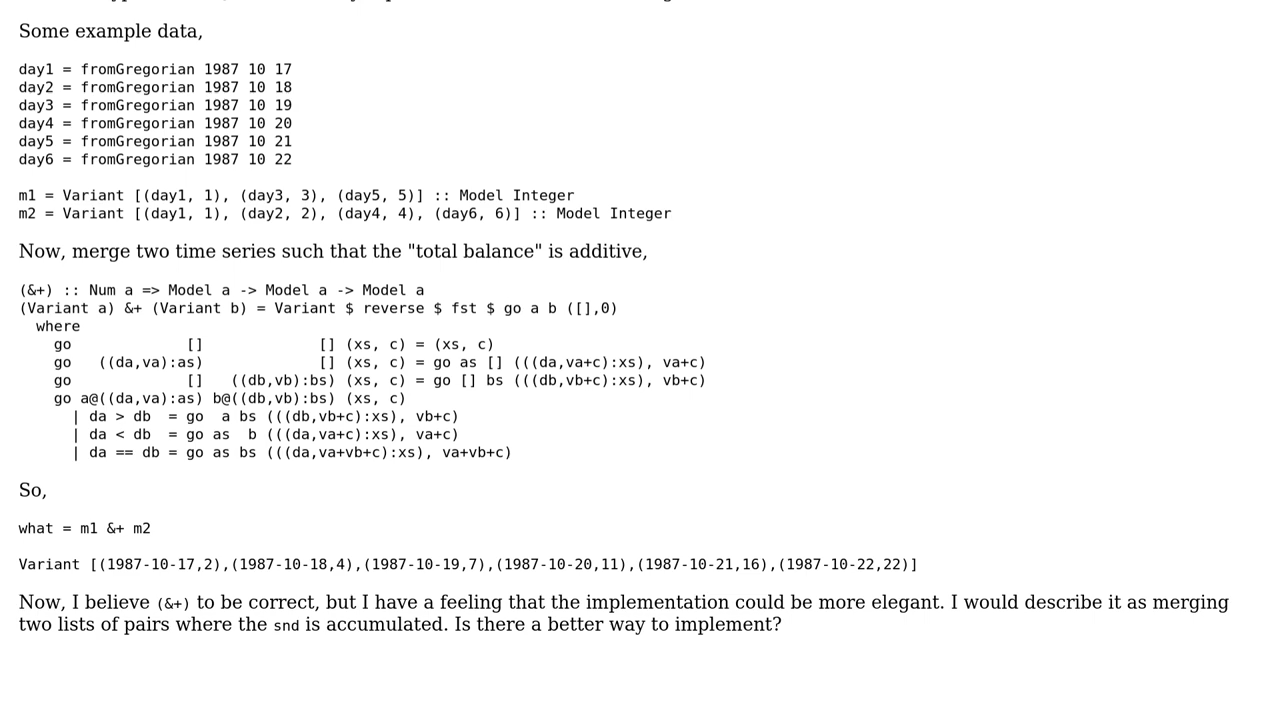 Some example data,
day1 = fromGregorian 1987 10 17
day2 = fromGregorian 1987 10 18
day3 = fromGregorian 1987 10 19
day4 = fromGregorian 1987 10 20
day5 = fromGregorian 1987 10 21
day6 = fromGregorian 1987 10 22
m1 = Variant [(day1, 1), (day3, 3), (day5, 5)] :: Model Integer
m2 = Variant [(day1, 1), (day2, 2), (day4, 4), (day6, 6)] :: Model Integer
Now, merge two time series such that the "total balance" is additive,
(&+) :: Num a => Model a -> Model a -> Model a
(Variant a) &+ (Variant b) = Variant $ reverse $ fst $ go a b ([],0)
  where
    go             []             [] (xs, c) = (xs, c)
    go   ((da,va):as)             [] (xs, c) = go as [] (((da,va+c):xs), va+c)
    go             []   ((db,vb):bs) (xs, c) = go [] bs (((db,vb+c):xs), vb+c)
    go a@((da,va):as) b@((db,vb):bs) (xs, c)
      | da > db  = go  a bs (((db,vb+c):xs), vb+c)
      | da < db  = go as  b (((da,va+c):xs), va+c)
      | da == db = go as bs (((da,va+vb+c):xs), va+vb+c)
So,
what = m1 &+ m2
Variant [(1987-10-17,2),(1987-10-18,4),(1987-10-19,7),(1987-10-20,11),(1987-10-21,16),(1987-10-22,22)]
Now, I believe (&+) to be correct, but I have a feeling that the implementation could be more elegant. I would describe it as merging
two lists of pairs where the snd is accumulated. Is there a better way to implement?